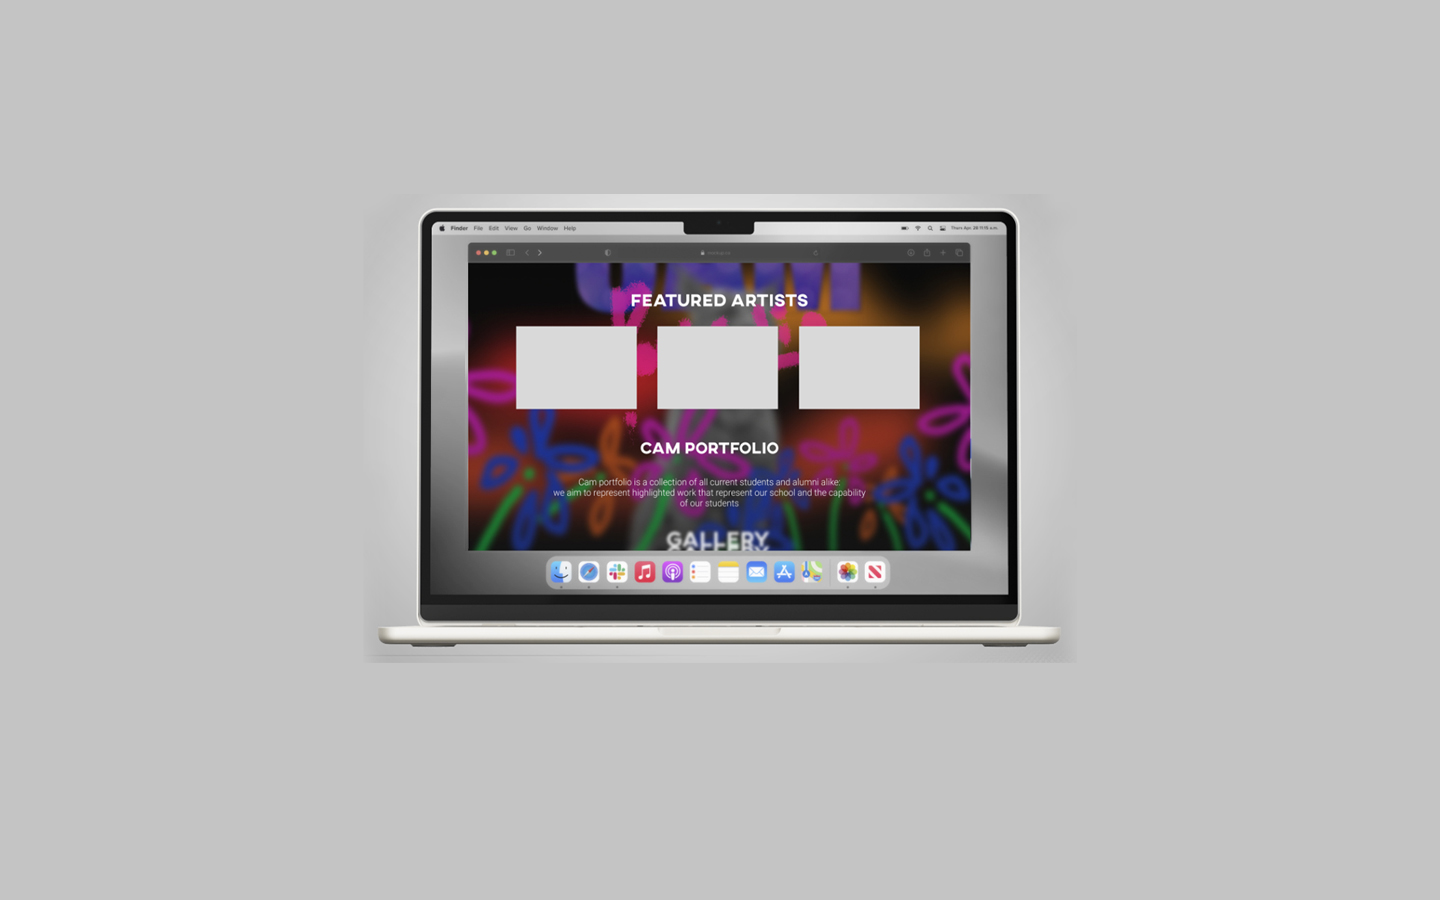 Finder File Edit View Go Window Help
CAM
FEATURED ARTISTS
CAM PORTFOLIO
Cam portfolio is a collection of all current students and alumni alike:
we aim to represent highlighted work that represent our school and the capability
of our students
GALLERY